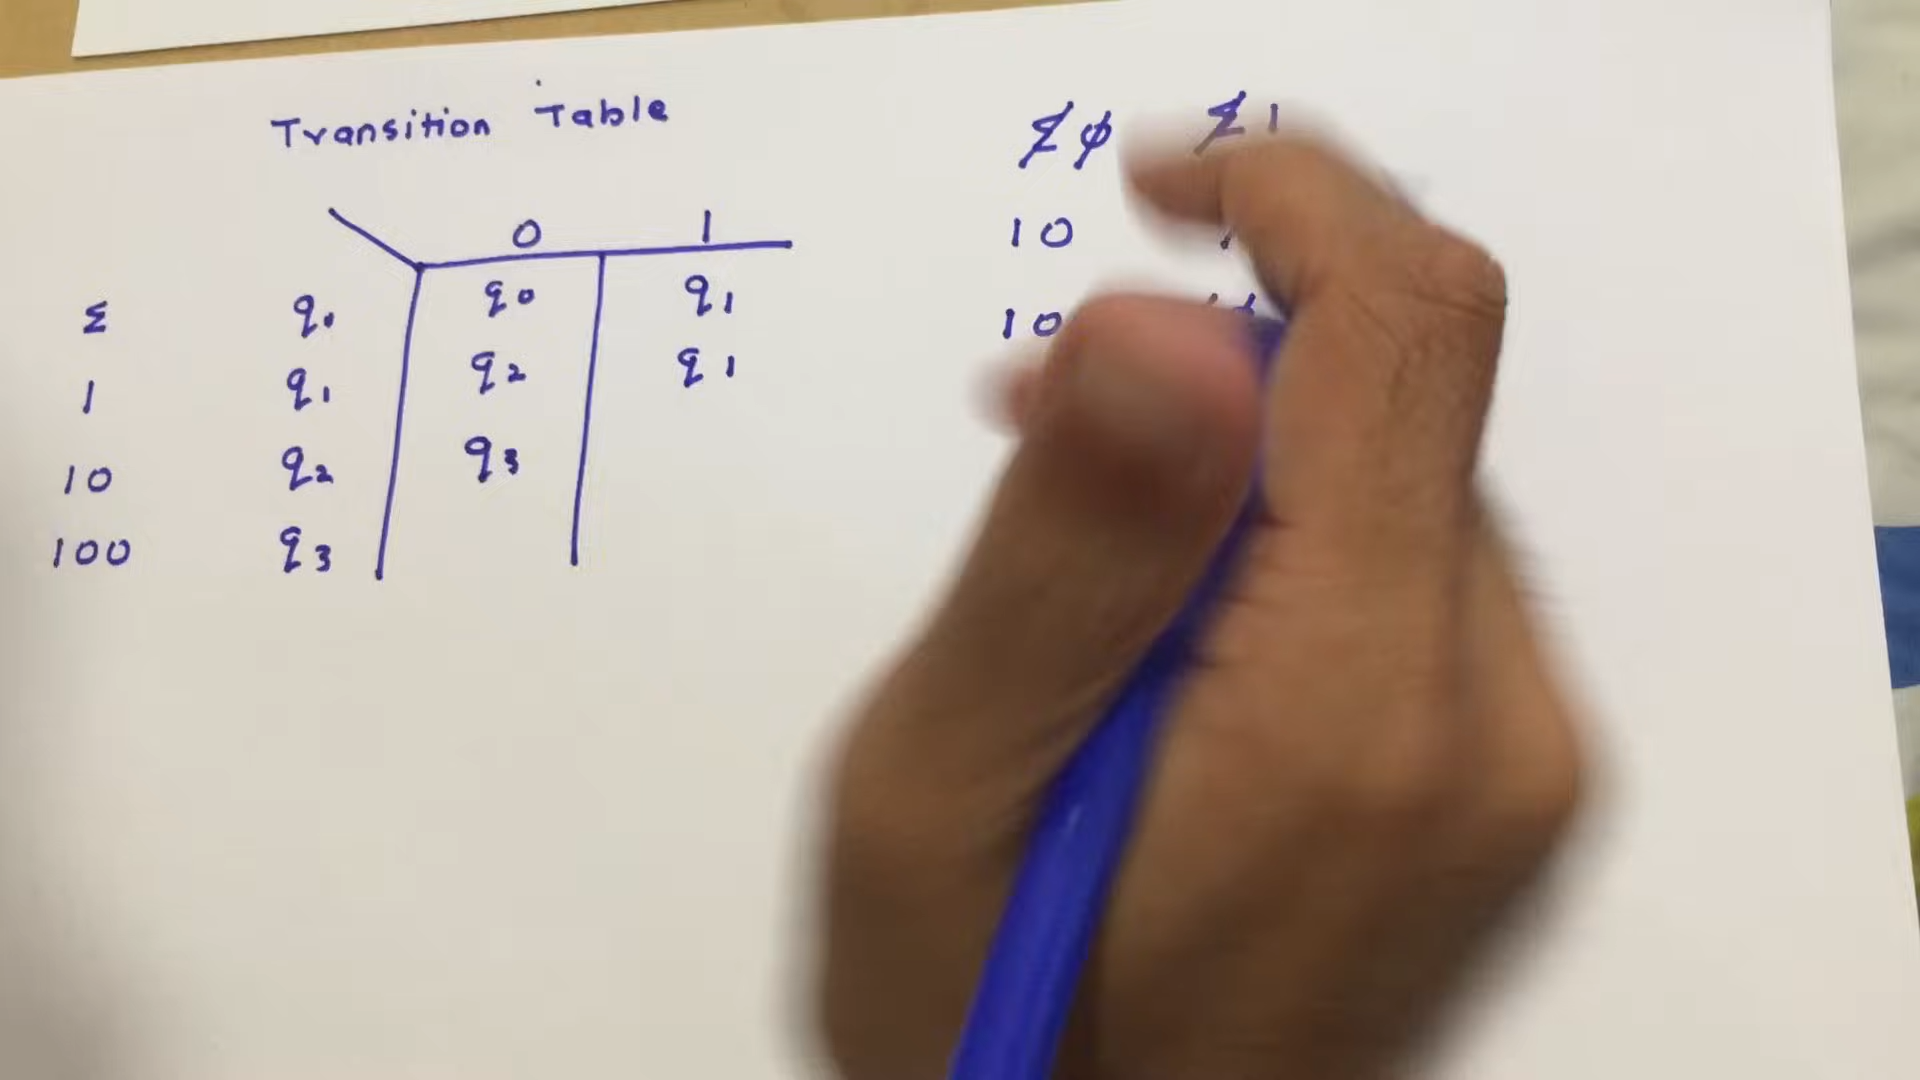 Transition Table
0 1
Σ q0 q0 q1
1 q1 q2 q1
10 q2 q3
100 q3
10
10